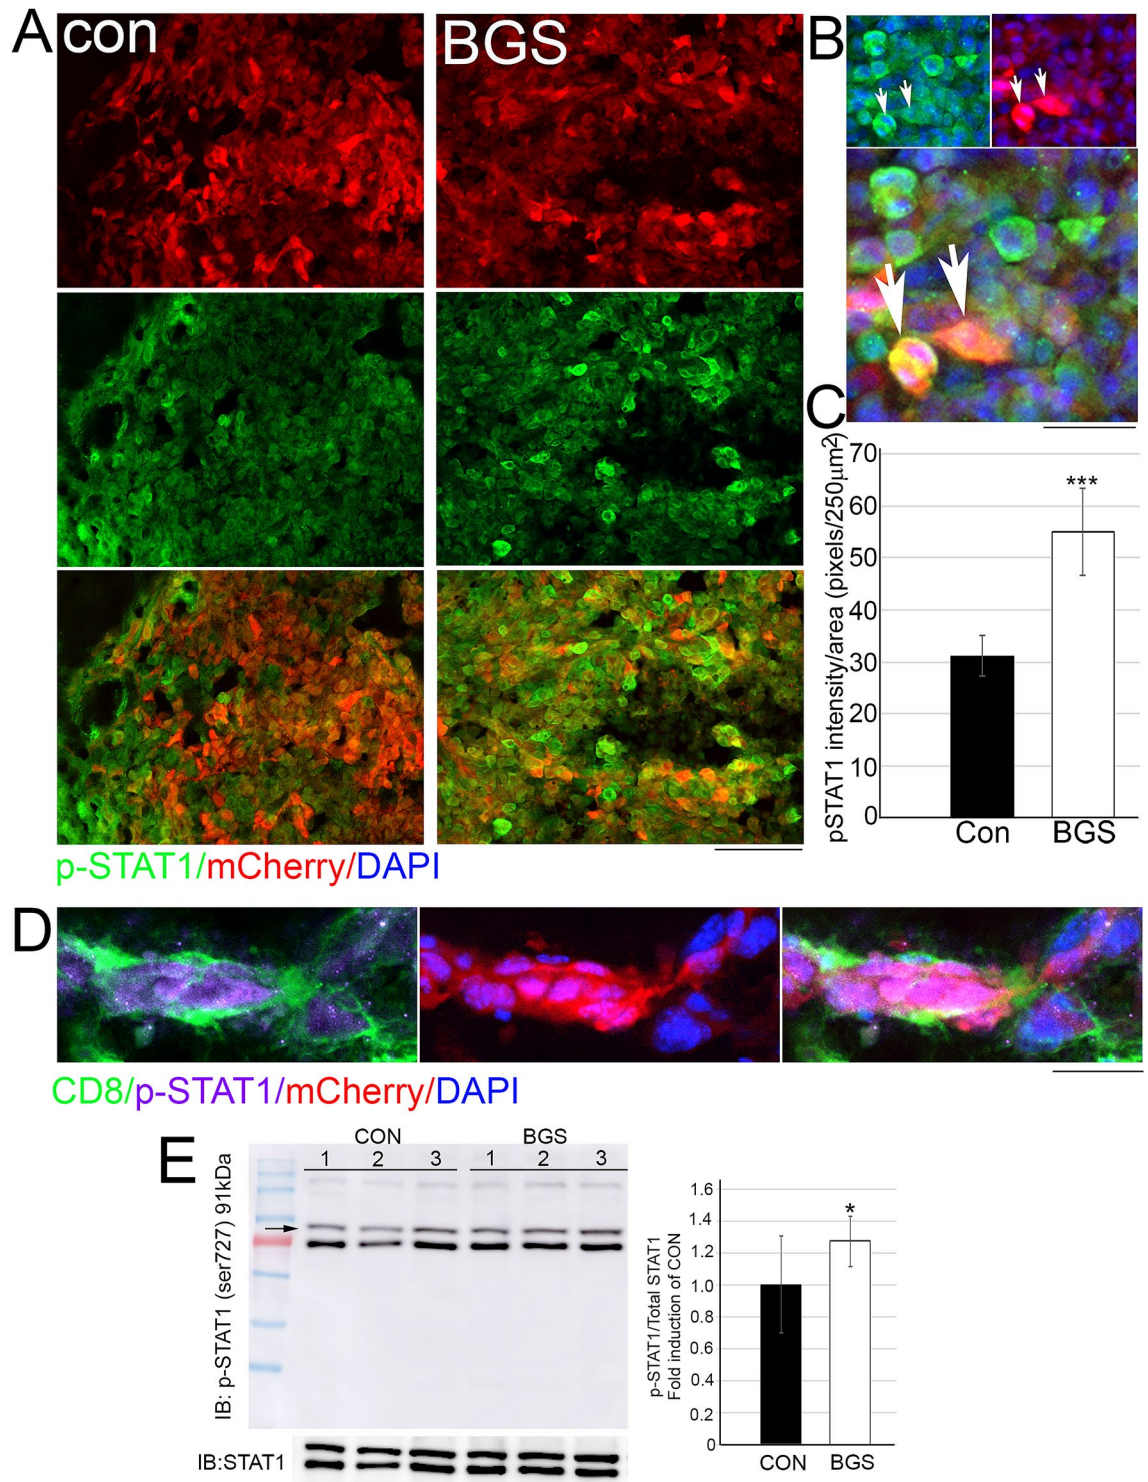 A
con
BGS
p-STAT1/mCherry/DAPI
B
C
pSTAT1 intensity/area (pixels/250μm²)
70
60
50
40
30
20
10
0
***
Con
BGS
D
CD8/p-STAT1/mCherry/DAPI
E
CON
BGS
1 2 3 1 2 3
IB: p-STAT1 (ser727) 91kDa
IB:STAT1
p-STAT1/Total STAT1
Fold induction of CON
1.6
1.4
1.2
1.0
0.8
0.6
0.4
0.2
0
*
CON
BGS